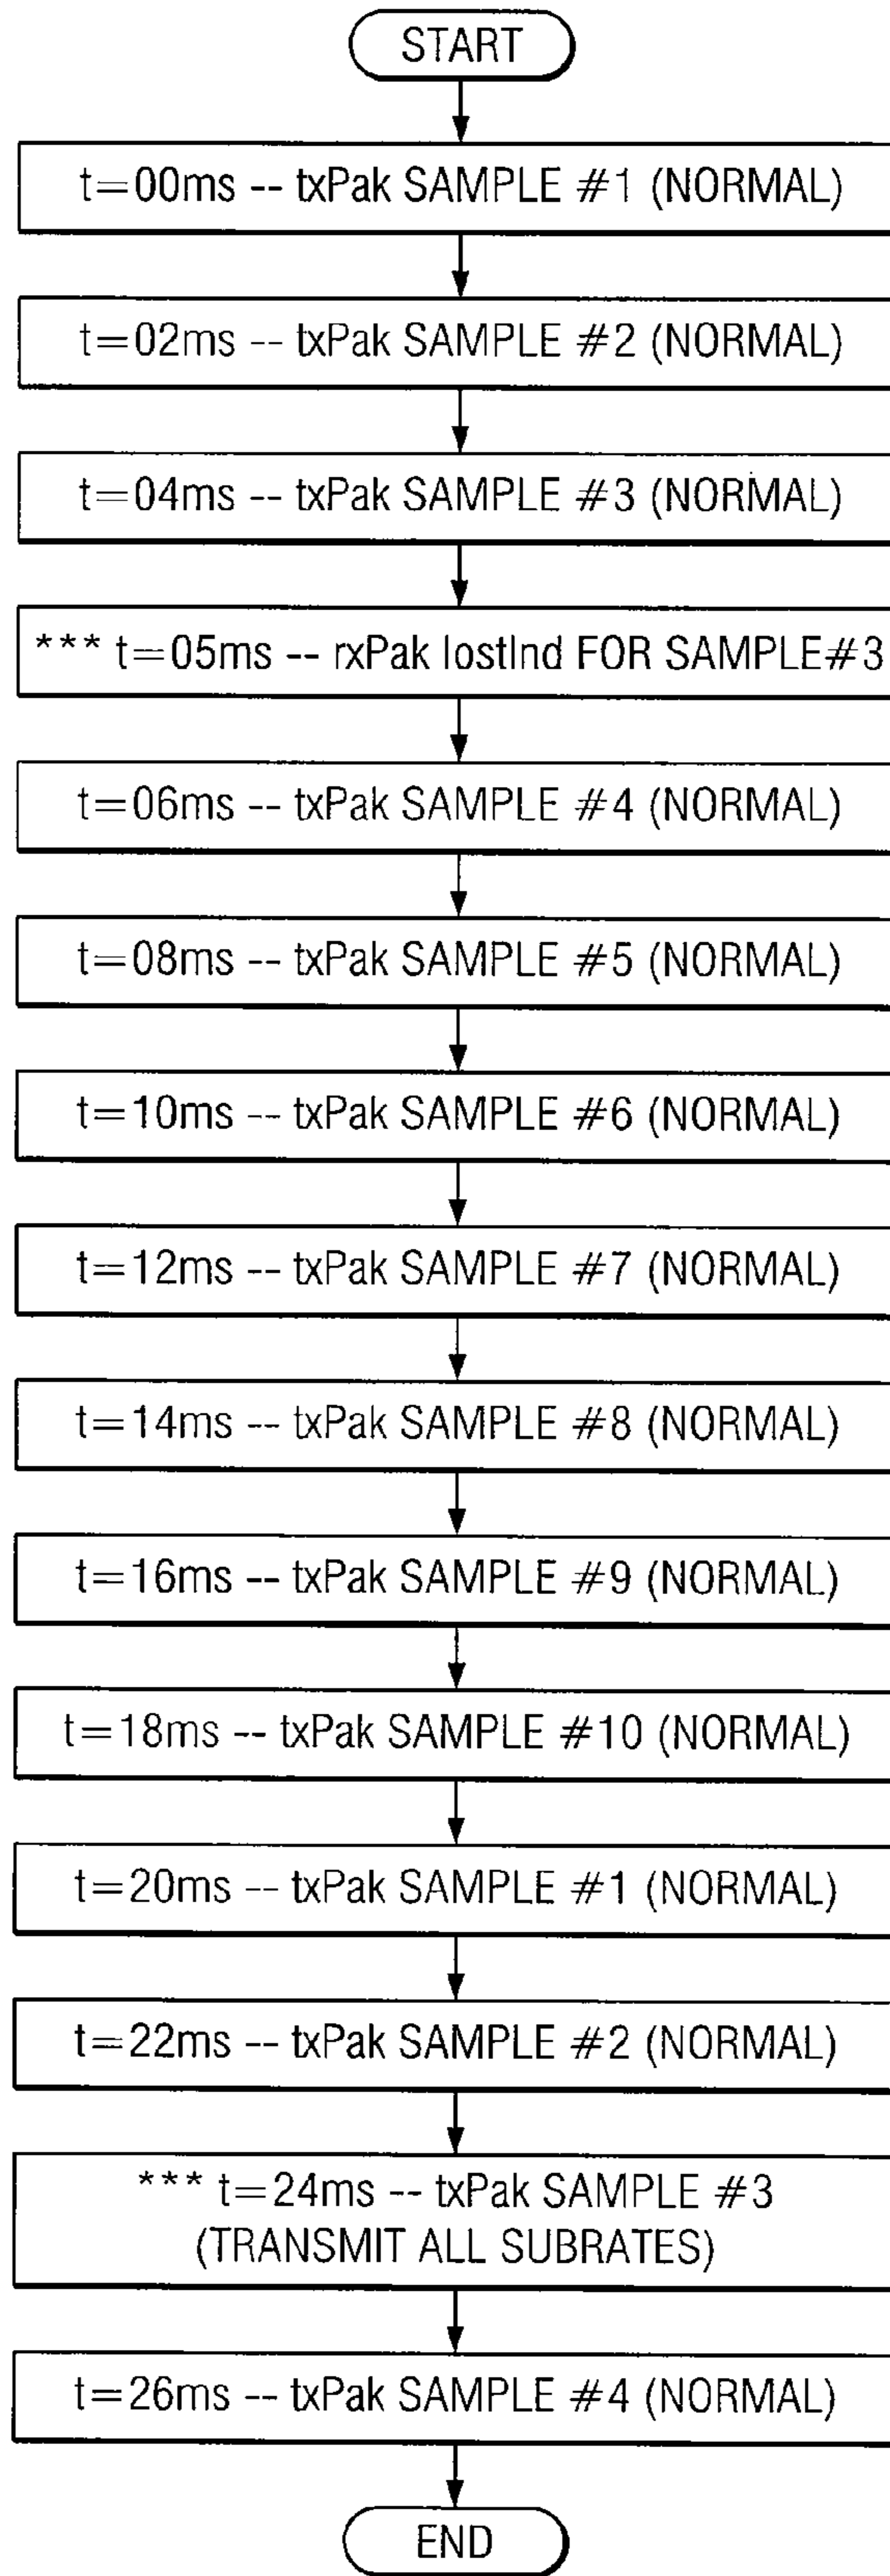 START
t=00ms -- txPak SAMPLE #1 (NORMAL)
t=02ms -- txPak SAMPLE #2 (NORMAL)
t=04ms -- txPak SAMPLE #3 (NORMAL)
*** t=05ms -- rxPak lostInd FOR SAMPLE#3
t=06ms -- txPak SAMPLE #4 (NORMAL)
t=08ms -- txPak SAMPLE #5 (NORMAL)
t=10ms -- txPak SAMPLE #6 (NORMAL)
t=12ms -- txPak SAMPLE #7 (NORMAL)
t=14ms -- txPak SAMPLE #8 (NORMAL)
t=16ms -- txPak SAMPLE #9 (NORMAL)
t=18ms -- txPak SAMPLE #10 (NORMAL)
t=20ms -- txPak SAMPLE #1 (NORMAL)
t=22ms -- txPak SAMPLE #2 (NORMAL)
*** t=24ms -- txPak SAMPLE #3
(TRANSMIT ALL SUBRATES)
t=26ms -- txPak SAMPLE #4 (NORMAL)
END